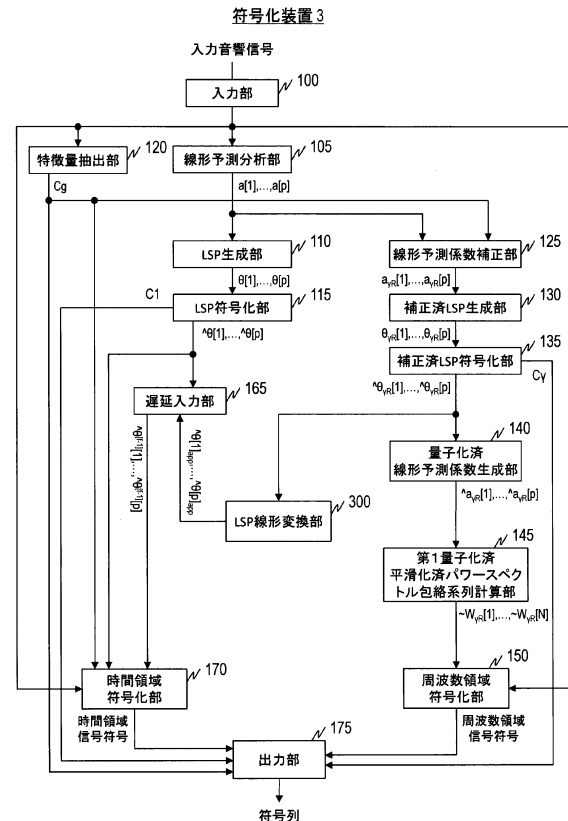 符号化装置3
入力音響信号
100
入力部
120
特徴量抽出部
Cg
105
線形予測分析部
a[1],...,a[p]
110
LSP生成部
θ[1],...,θ[p]
C1
115
LSP符号化部
^θ[1],...,^θ[p]
125
線形予測係数補正部
aγR[1],...,aγR[p]
130
補正済LSP生成部
θγR[1],...,θγR[p]
135
補正済LSP符号化部
Cγ
^θγR[1],...,^θγR[p]
165
遅延入力部
^θ[f-1][1],...,^θ[f-1][p]
^θ[1]app,...,^θ[p]app
300
LSP線形変換部
140
量子化済
線形予測係数生成部
^aγR[1],...,^aγR[p]
145
第1量子化済
平滑化済パワースペク
トル包絡系列計算部
~WγR[1],...,~WγR[N]
170
時間領域
符号化部
時間領域
信号符号
150
周波数領域
符号化部
周波数領域
信号符号
175
出力部
符号列